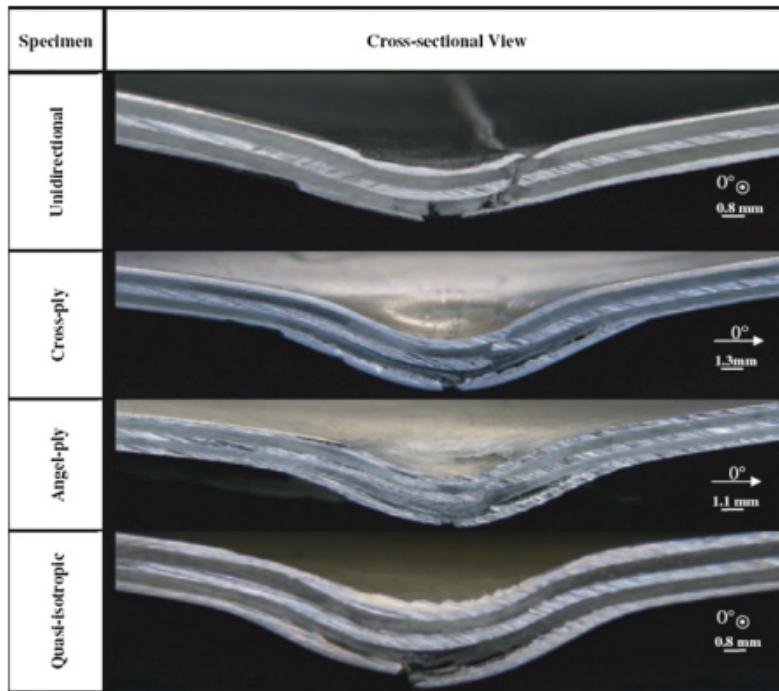 Specimen
Cross-sectional View
Unidirectional
0°
0.8 mm
Cross-ply
0°
1.3mm
Angel-ply
0°
1.1 mm
Quasi-isotropic
0°
0.8 mm